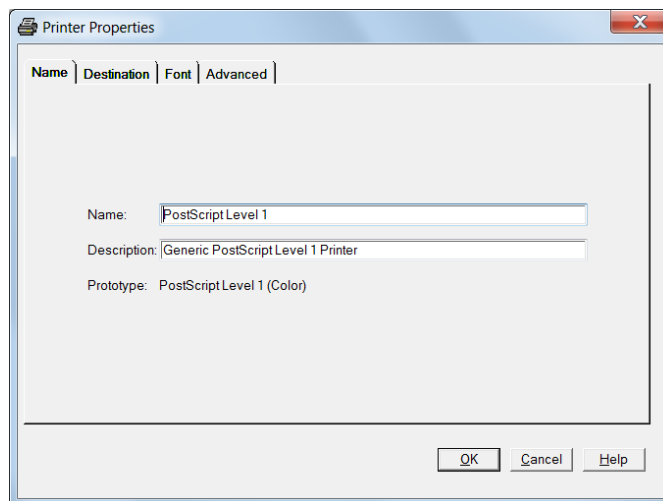 Printer Properties
Name Destination Font Advanced
Name: PostScript Level 1
Description: Generic PostScript Level 1 Printer
Prototype: PostScript Level 1 (Color)
OK Cancel Help